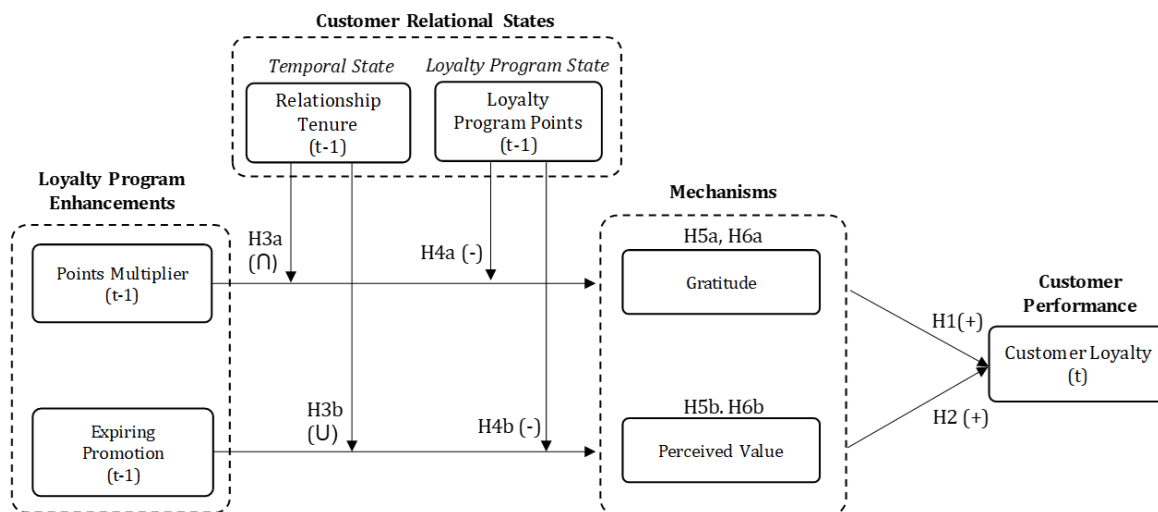 Customer Relational States
Temporal State
Loyalty Program State
Relationship
Tenure
(t-1)
Loyalty
Program Points
(t-1)
Loyalty Program
Enhancements
Points Multiplier
(t-1)
Expiring
Promotion
(t-1)
H3a
(∩)
H4a (-)
H3b
(∪)
H4b (-)
Mechanisms
H5a, H6a
Gratitude
H5b. H6b
Perceived Value
H1(+)
H2 (+)
Customer
Performance
Customer Loyalty
(t)